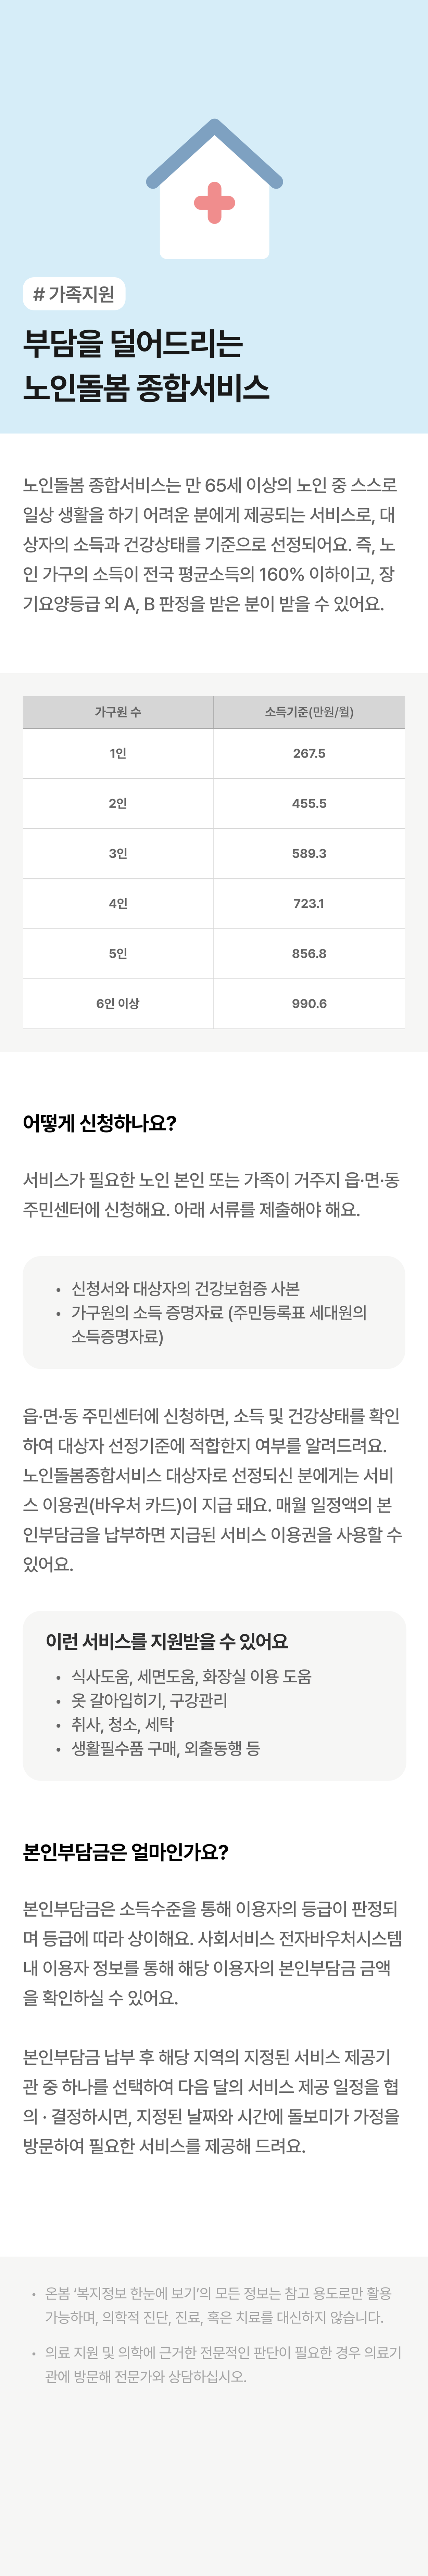 # 가족지원
부담을 덜어드리는
노인돌봄 종합서비스
노인돌봄 종합서비스는 만 65세 이상의 노인 중 스스로
일상 생활을 하기 어려운 분에게 제공되는 서비스로, 대
상자의 소득과 건강상태를 기준으로 선정되어요. 즉, 노
인 가구의 소득이 전국 평균소득의 160% 이하이고, 장
기요양등급 외 A, B 판정을 받은 분이 받을 수 있어요.
가구원 수 소득기준(만원/월)
1인 267.5
2인 455.5
3인 589.3
4인 723.1
5인 856.8
6인 이상 990.6
어떻게 신청하나요?
서비스가 필요한 노인 본인 또는 가족이 거주지 읍·면·동
주민센터에 신청해요. 아래 서류를 제출해야 해요.
• 신청서와 대상자의 건강보험증 사본
• 가구원의 소득 증명자료 (주민등록표 세대원의
소득증명자료)
읍·면·동 주민센터에 신청하면, 소득 및 건강상태를 확인
하여 대상자 선정기준에 적합한지 여부를 알려드려요.
노인돌봄종합서비스 대상자로 선정되신 분에게는 서비
스 이용권(바우처 카드)이 지급 돼요. 매월 일정액의 본
인부담금을 납부하면 지급된 서비스 이용권을 사용할 수
있어요.
이런 서비스를 지원받을 수 있어요
• 식사도움, 세면도움, 화장실 이용 도움
• 옷 갈아입히기, 구강관리
• 취사, 청소, 세탁
• 생활필수품 구매, 외출동행 등
본인부담금은 얼마인가요?
본인부담금은 소득수준을 통해 이용자의 등급이 판정되
며 등급에 따라 상이해요. 사회서비스 전자바우처시스템
내 이용자 정보를 통해 해당 이용자의 본인부담금 금액
을 확인하실 수 있어요.
본인부담금 납부 후 해당 지역의 지정된 서비스 제공기
관 중 하나를 선택하여 다음 달의 서비스 제공 일정을 협
의 · 결정하시면, 지정된 날짜와 시간에 돌보미가 가정을
방문하여 필요한 서비스를 제공해 드려요.
• 온봄 ‘복지정보 한눈에 보기’의 모든 정보는 참고 용도로만 활용
가능하며, 의학적 진단, 진료, 혹은 치료를 대신하지 않습니다.
• 의료 지원 및 의학에 근거한 전문적인 판단이 필요한 경우 의료기
관에 방문해 전문가와 상담하십시오.